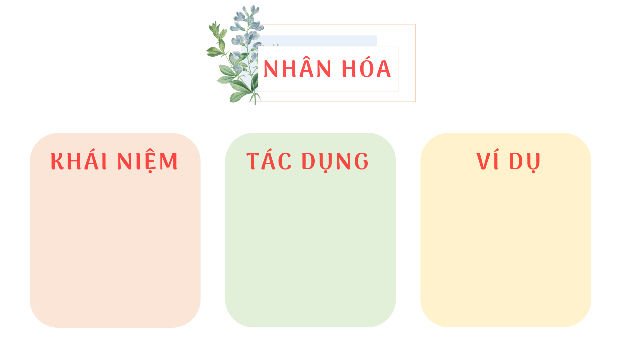 NHÂN HÓA
KHÁI NIỆM
TÁC DỤNG
VÍ DỤ